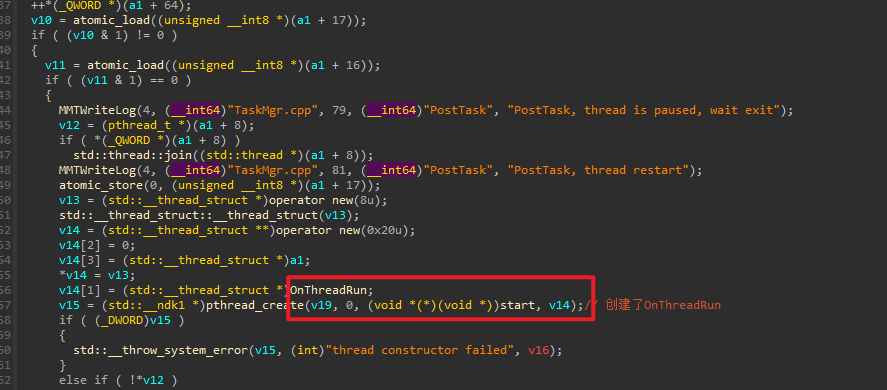 37 ++*(_QWORD *)(a1 + 64);
38 v10 = atomic_load((unsigned __int8 *)(a1 + 17));
39 if ( (v10 & 1) != 0 )
40 {
41 v11 = atomic_load((unsigned __int8 *)(a1 + 16));
42 if ( (v11 & 1) == 0 )
43 {
44 MMTWriteLog(4, (__int64)"TaskMgr.cpp", 79, (__int64)"PostTask", "PostTask, thread is paused, wait exit");
45 v12 = (pthread_t *)(a1 + 8);
46 if ( *(_QWORD *)(a1 + 8) )
47 std::thread::join((std::thread *)(a1 + 8));
48 MMTWriteLog(4, (__int64)"TaskMgr.cpp", 81, (__int64)"PostTask", "PostTask, thread restart");
49 atomic_store(0, (unsigned __int8 *)(a1 + 17));
50 v13 = (std::__thread_struct *)operator new(8u);
51 std::__thread_struct::__thread_struct(v13);
52 v14 = (std::__thread_struct **)operator new(0x20u);
53 v14[2] = 0;
54 v14[3] = (std::__thread_struct *)a1;
55 *v14 = v13;
56 v14[1] = (std::__thread_struct *)OnThreadRun;
57 v15 = (std::__ndk1 *)pthread_create(v19, 0, (void *(*)(void *))start, v14);// 创建了OnThreadRun
58 if ( (_DWORD)v15 )
59 {
60 std::__throw_system_error(v15, (int)"thread constructor failed", v16);
61 }
62 else if ( !*v12 )